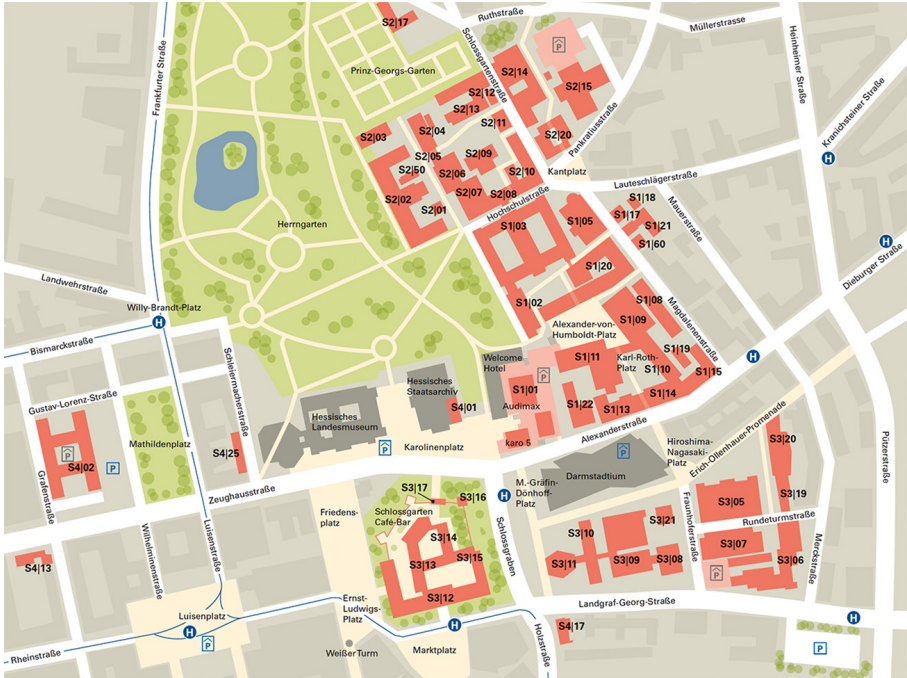 S2|17
Ruthstraße
Müllerstrasse
Heinheimer Straße
Frankfurter Straße
Schlossgartenstraße
P
Prinz-Georgs-Garten
S2|14
S2|15
S2|12
S2|13
S2|11
S2|20
Pankratiusstraße
Kranichsteiner Straße
H
S2|03
S2|04
S2|05
S2|50
S2|09
S2|06
S2|10
Kantplatz
S2|02
S2|07
S2|08
S2|01
Lauteschlägerstraße
Hochschulstraße
Mauerstraße
S1|18
S1|17
S1|21
S1|60
Herrngarten
S1|03
S1|05
H
Dieburger Straße
Landwehrstraße
S1|20
Willy-Brandt-Platz
H
S1|02
S1|08
S1|09
Magdalenenstraße
Alexander-von-
Humboldt-Platz
Bismarckstraße
Schleiermacherstraße
Welcome
Hotel
S1|11
Karl-Roth-
Platz
S1|19
S1|10
S1|15
H
Gustav-Lorenz-Straße
Hessisches
Staatsarchiv
P
S1|01
S1|14
S1|22
S1|13
Audimax
S4|01
Hessisches
Landesmuseum
Mathildenplatz
karo 5
Alexanderstraße
Karolinenplatz
P
P
P
S4|02
P
S4|25
Grafenstraße
Darmstadtium
Hiroshima-
Nagasaki-
Platz
Erich-Ollenhauer-Promenade
S3|20
Pützerstraße
M.-Gräfin-
Dönhoff-
Platz
Zeughausstraße
S3|17
S3|16
H
S3|19
S3|05
Friedens-
platz
Schlossgarten
Café-Bar
Schlossgraben
S3|14
S3|15
S3|13
S3|12
S3|10
S3|21
S3|11
S3|09
S3|08
Fraunhoferstraße
Rundeturmstraße
S3|07
S3|06
P
Merckstraße
Wilhelminenstraße
Luisenstraße
S4|13
Ernst-
Ludwigs-
Platz
Luisenplatz
H
P
Landgraf-Georg-Straße
H
H
Rheinstraße
Weißer Turm
Marktplatz
Holzstraße
S4|17
P